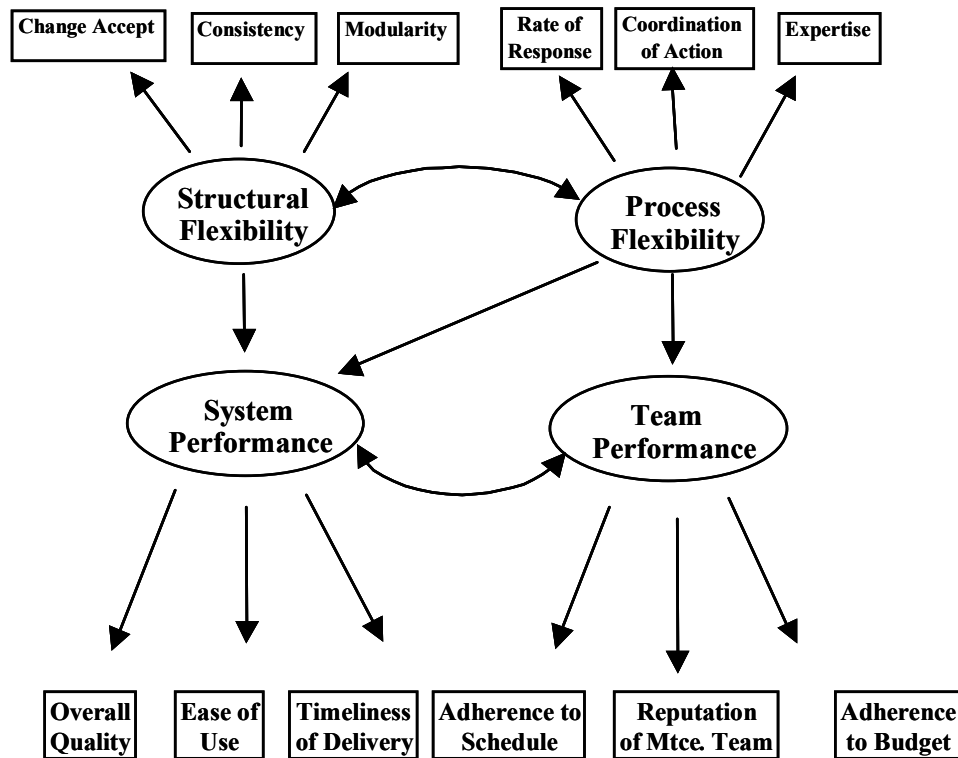 Change Accept
Consistency
Modularity
Rate of
Response
Coordination
of Action
Expertise
Structural
Flexibility
Process
Flexibility
System
Performance
Team
Performance
Overall
Quality
Ease of
Use
Timeliness
of Delivery
Adherence to
Schedule
Reputation
of Mtce. Team
Adherence
to Budget